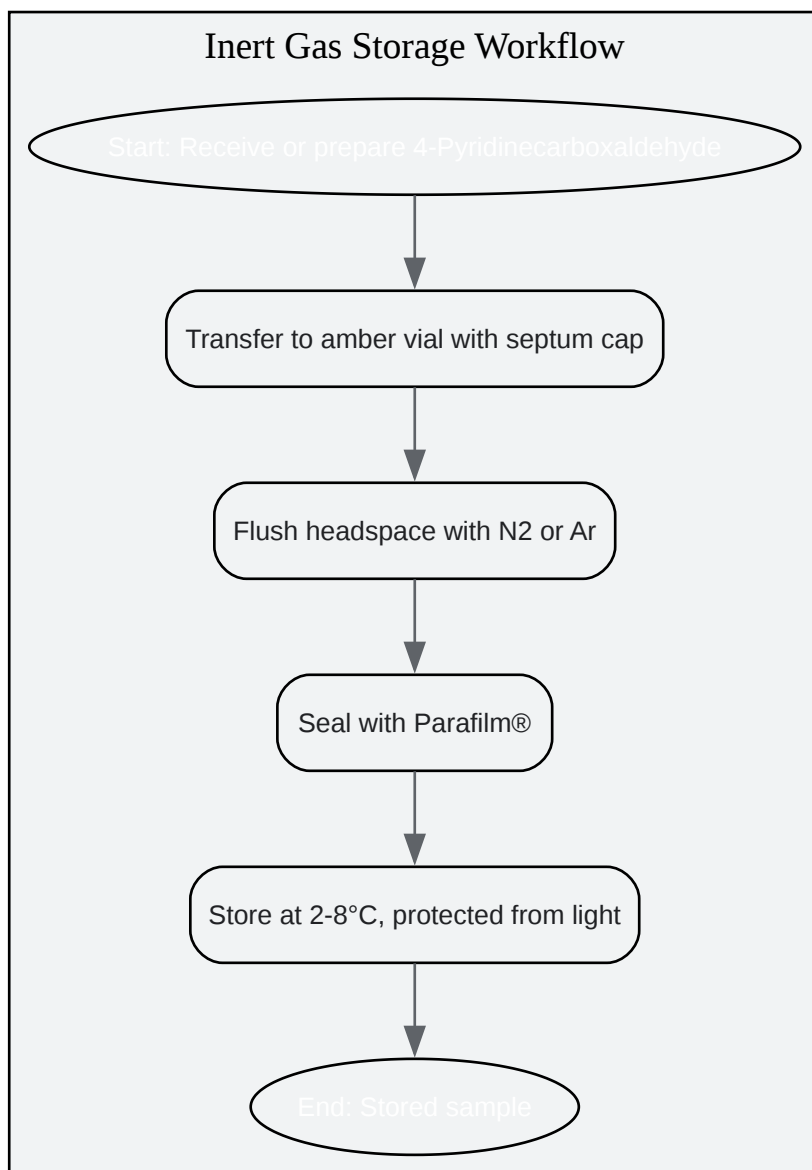 Inert Gas Storage Workflow
Start: Receive or prepare 4-Pyridinecarboxaldehyde
Transfer to amber vial with septum cap
Flush headspace with N2 or Ar
Seal with Parafilm®
Store at 2-8°C, protected from light
End: Stored sample